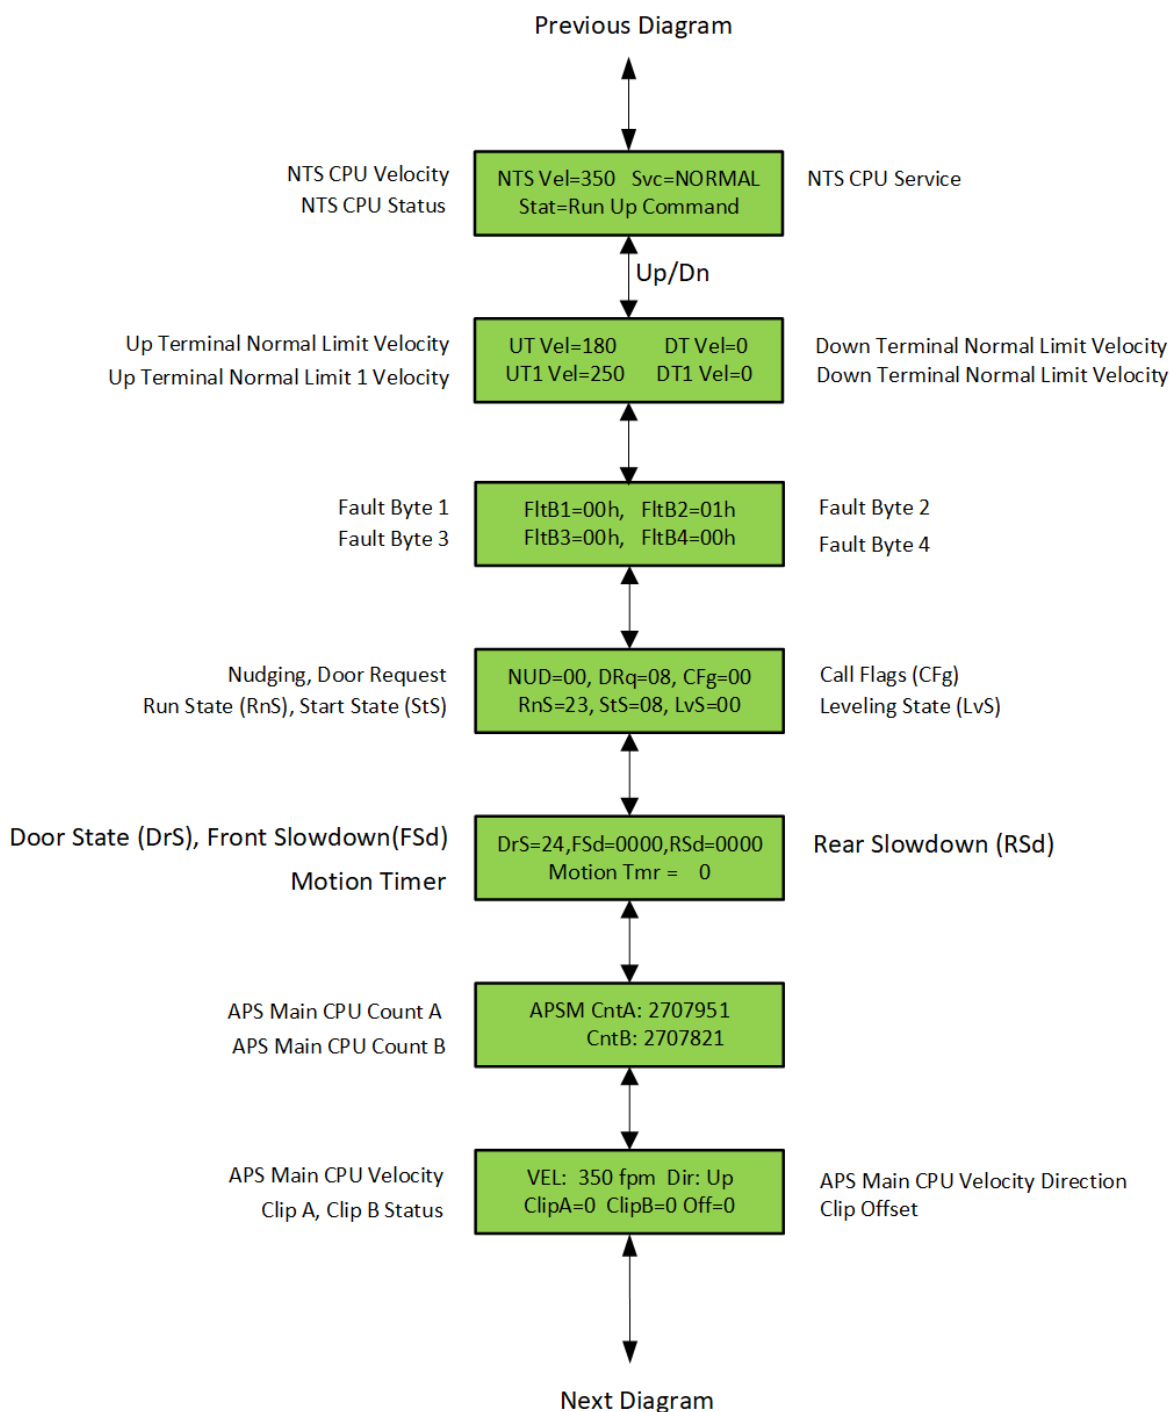 Previous Diagram
NTS CPU Velocity
NTS CPU Status
NTS Vel=350 Svc=NORMAL
Stat=Run Up Command
NTS CPU Service
Up/Dn
Up Terminal Normal Limit Velocity
Up Terminal Normal Limit 1 Velocity
UT Vel=180 DT Vel=0
UT1 Vel=250 DT1 Vel=0
Down Terminal Normal Limit Velocity
Down Terminal Normal Limit Velocity
Fault Byte 1
Fault Byte 3
FltB1=00h, FltB2=01h
FltB3=00h, FltB4=00h
Fault Byte 2
Fault Byte 4
Nudging, Door Request
Run State (RnS), Start State (StS)
NUD=00, DRq=08, CFg=00
RnS=23, StS=08, LvS=00
Call Flags (CFg)
Leveling State (LvS)
Door State (DrS), Front Slowdown(FSd)
Motion Timer
DrS=24,FSd=0000,RSd=0000
Motion Tmr = 0
Rear Slowdown (RSd)
APS Main CPU Count A
APS Main CPU Count B
APSM CntA: 2707951
CntB: 2707821
APS Main CPU Velocity
Clip A, Clip B Status
VEL: 350 fpm Dir: Up
ClipA=0 ClipB=0 Off=0
APS Main CPU Velocity Direction
Clip Offset
Next Diagram